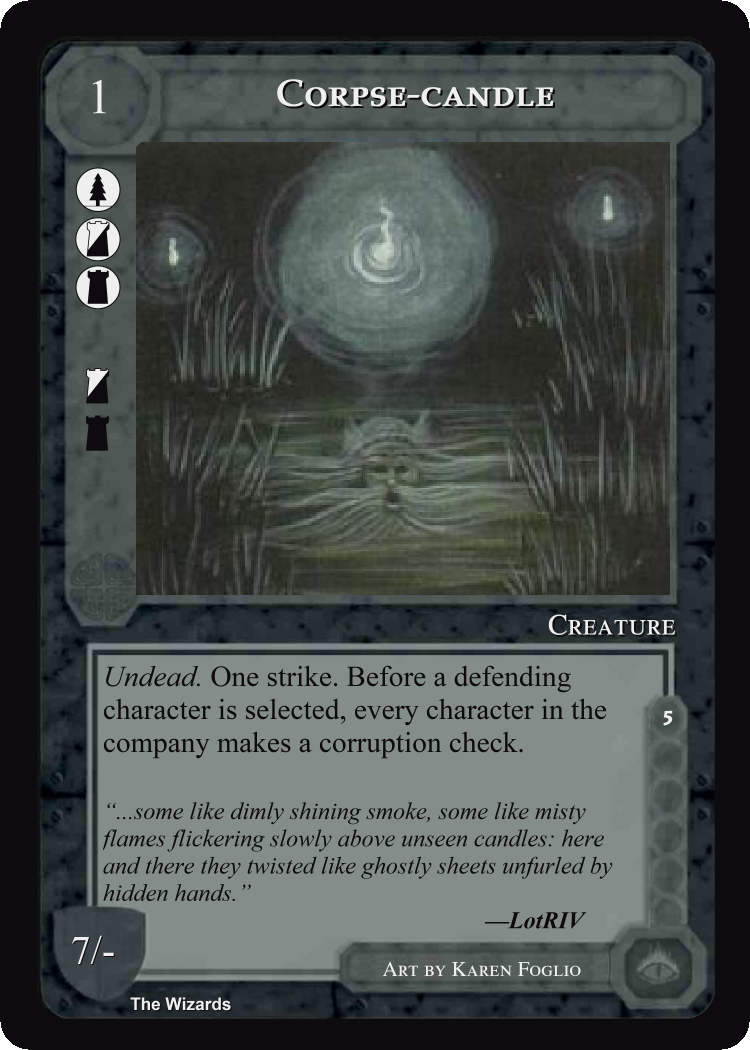 1
Corpse-candle
Creature
Undead. One strike. Before a defending
character is selected, every character in the
company makes a corruption check.
5
“...some like dimly shining smoke, some like misty
flames flickering slowly above unseen candles: here
and there they twisted like ghostly sheets unfurled by
hidden hands.”
—LotRIV
7/-
Art by Karen Foglio
The Wizards